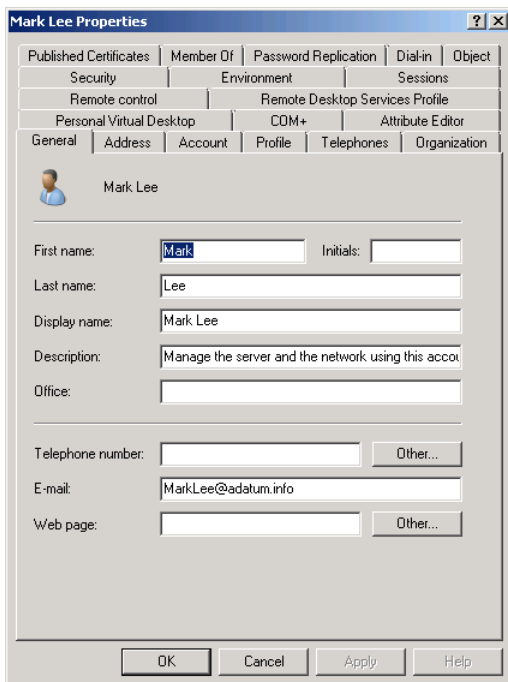 Mark Lee Properties
Published Certificates Member Of Password Replication Dial-in Object
Security Environment Sessions
Remote control Remote Desktop Services Profile
Personal Virtual Desktop COM+ Attribute Editor
General Address Account Profile Telephones Organization
Mark Lee
First name: Mark Initials:
Last name: Lee
Display name: Mark Lee
Description: Manage the server and the network using this accou
Office:
Telephone number: Other...
E-mail: MarkLee@adatum.info
Web page: Other...
OK Cancel Apply Help